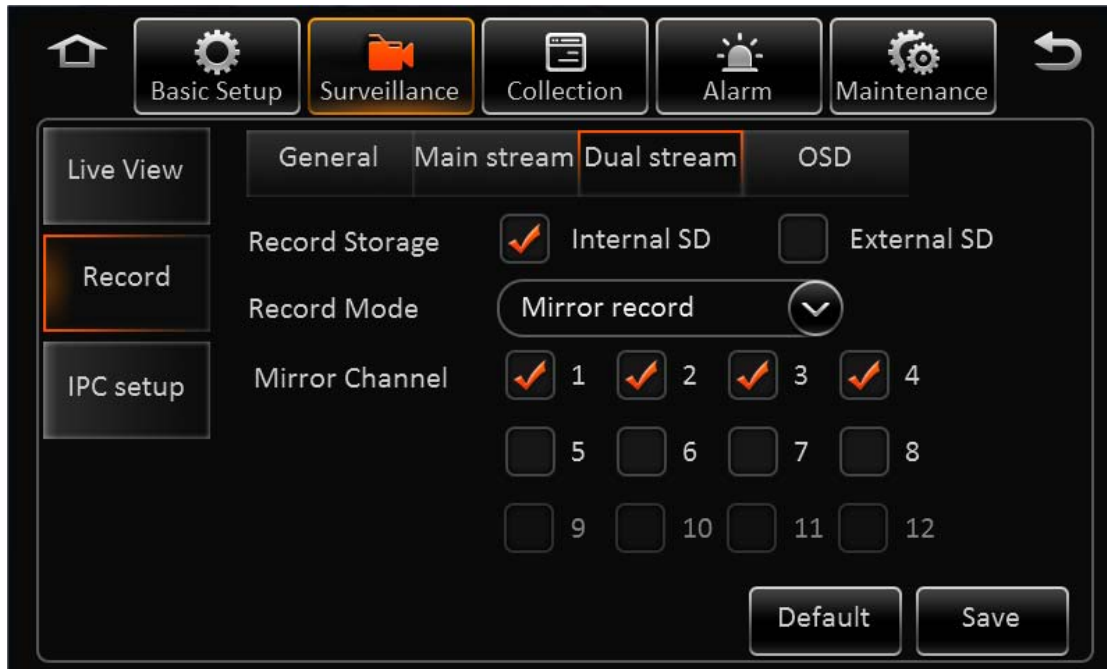 Basic Setup Surveillance Collection Alarm Maintenance
Live View
General Main stream Dual stream OSD
Record Storage Internal SD External SD
Record
Record Mode Mirror record
IPC setup
Mirror Channel 1 2 3 4
5 6 7 8
9 10 11 12
Default Save